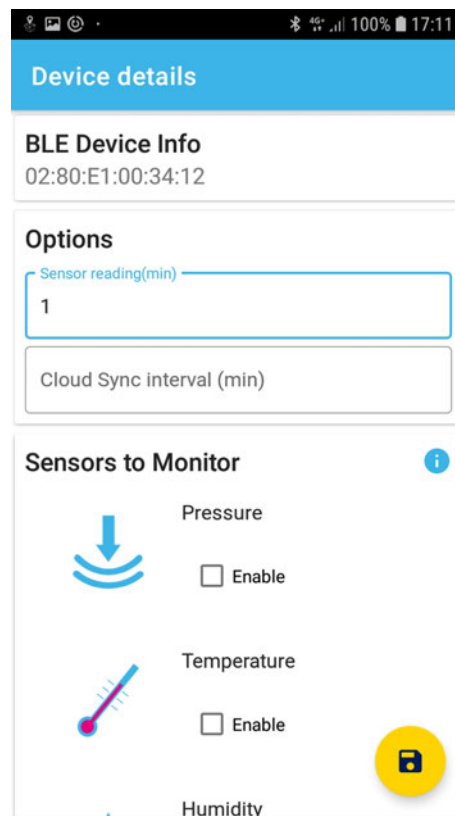 4G+ 100% 17:11
Device details
BLE Device Info
02:80:E1:00:34:12
Options
Sensor reading(min)
1
Cloud Sync interval (min)
Sensors to Monitor
i
Pressure
Enable
Temperature
Enable
Humidity